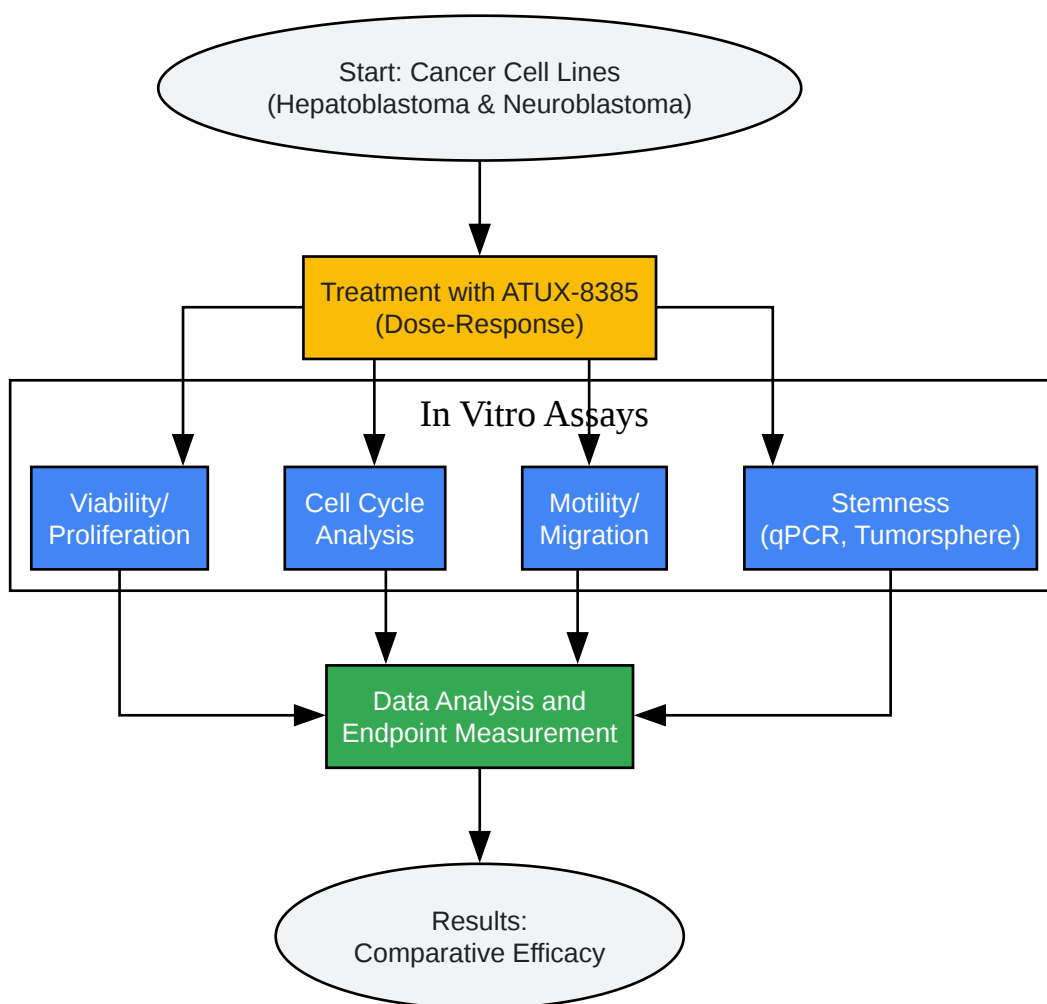 Start: Cancer Cell Lines
(Hepatoblastoma & Neuroblastoma)
Treatment with ATUX-8385
(Dose-Response)
In Vitro Assays
Viability/
Proliferation
Cell Cycle
Analysis
Motility/
Migration
Stemness
(qPCR, Tumorsphere)
Data Analysis and
Endpoint Measurement
Results:
Comparative Efficacy